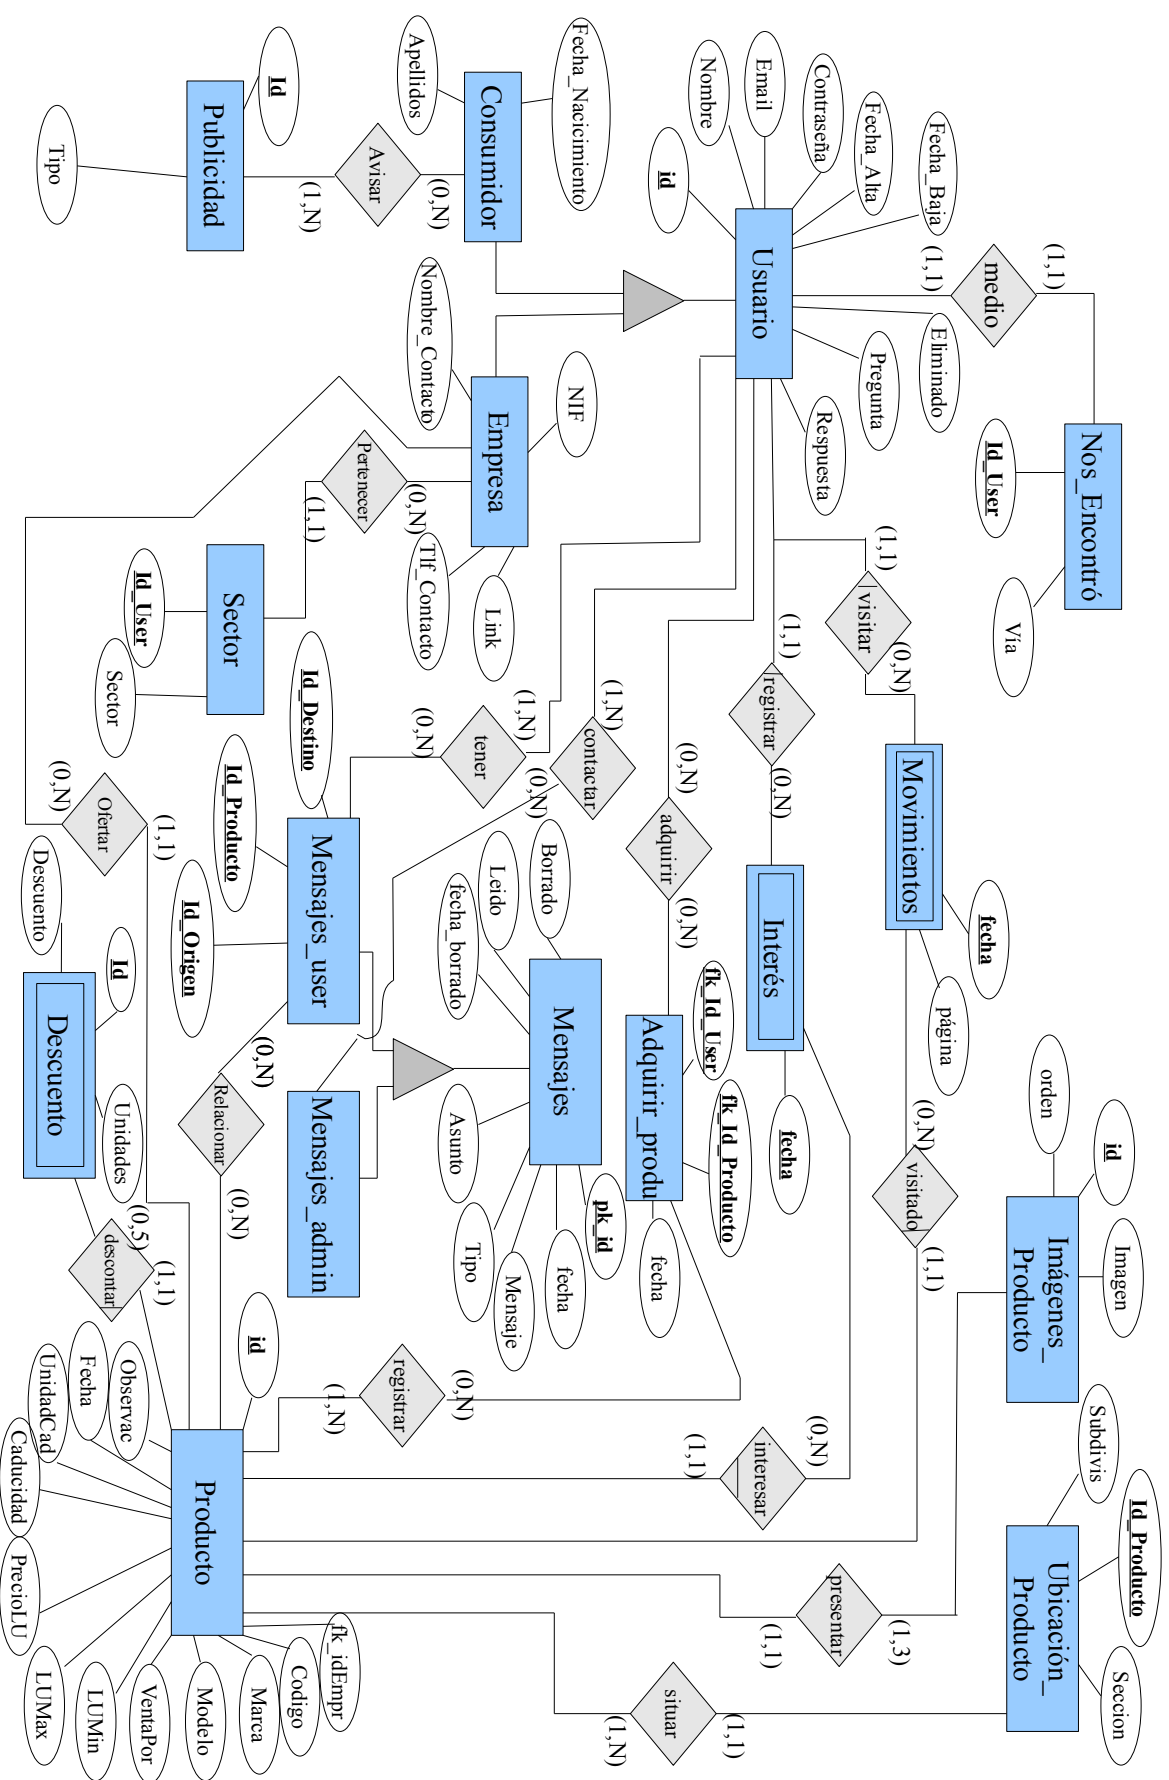 Id_Producto
id
Imagen
Seccion
Nos_Encontró
Subdivis
(1,1)
Id_User
Vía
orden
Imágenes_
Producto
Ubicación_
Producto
medio
fecha
Fecha_Baja
(1,1)
Eliminado
página
Movimientos
(0,N)
(1,1)
(0,N)
visitado
(1,3)
Fecha_Alta
Pregunta
(1,1)
visitar
presentar
Contraseña
Respuesta
(0,N)
Email
Usuario
(1,1)
registrar
(0,N)
Interés
fecha
interesar
(1,1)
(1,1)
Nombre
fk_Id_User
fk_Id_Producto
id
(0,N)
adquirir
(0,N)
Adquirir_produ
fecha
(1,1)
situar
(1,N)
Fecha_Nacicimiento
NIF
(1,N)
contactar
(0,N)
Borrado
Mensajes
pk_id
fecha
Mensaje
Consumidor
Empresa
Link
(1,N)
tener
(0,N)
Leido
fecha_borrado
Asunto
Tipo
(0,N)
Apellidos
(0,N)
Nombre_Contacto
(0,N)
Tlf_Contacto
registrar
(1,N)
Avisar
(1,N)
Pertenecer
(1,1)
Id_Destino
Mensajes_user
Mensajes_admin
fk_idEmpr
Codigo
Id
Id_Producto
(0,N)
id
Marca
Publicidad
Sector
Id_Origen
Relacionar
(0,N)
Producto
Modelo
Id_User
Sector
(1,1)
(1,1)
VentaPor
Ofertar
Id
Unidades
(0,5)
descontar
Observac
Fecha
LUMin
Tipo
(0,N)
Descuento
Descuento
UnidadCad
Caducidad
PrecioLU
LUMax